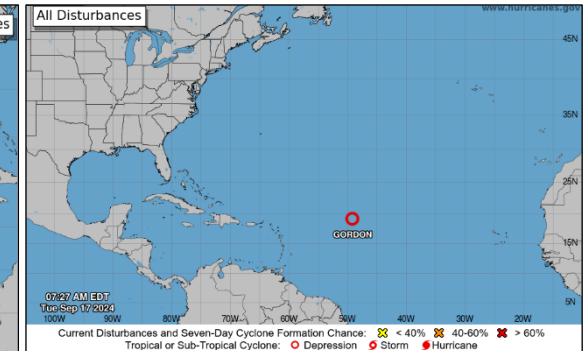 es
All Disturbances
www.hurricanes.gov
45N
35N
25N
GORDON
15N
07:27 AM EDT
Tue Sep 17 2024
5N
100W 90W 80W 70W 60W 50W 40W 30W 20W
Current Disturbances and Seven-Day Cyclone Formation Chance: < 40% 40-60% > 60%
Tropical or Sub-Tropical Cyclone: Depression Storm Hurricane